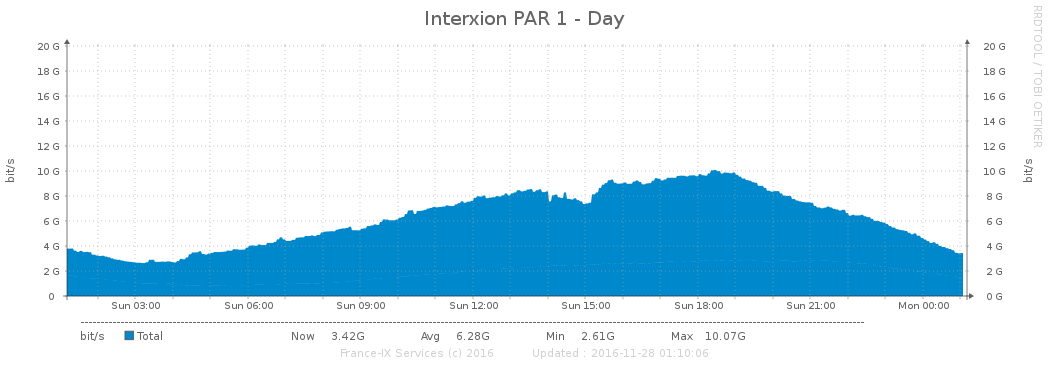 Interxion PAR 1 - Day
RRDTOOL / TOBI OETIKER
20 G 20 G
18 G 18 G
16 G 16 G
14 G 14 G
12 G 12 G
10 G 10 G
8 G 8 G
6 G 6 G
4 G 4 G
2 G 2 G
0 0 G
bit/s bit/s
Sun 03:00 Sun 06:00 Sun 09:00 Sun 12:00 Sun 15:00 Sun 18:00 Sun 21:00 Mon 00:00
bit/s Total Now 3.42G Avg 6.28G Min 2.61G Max 10.07G
France-IX Services (c) 2016 Updated : 2016-11-28 01:10:06